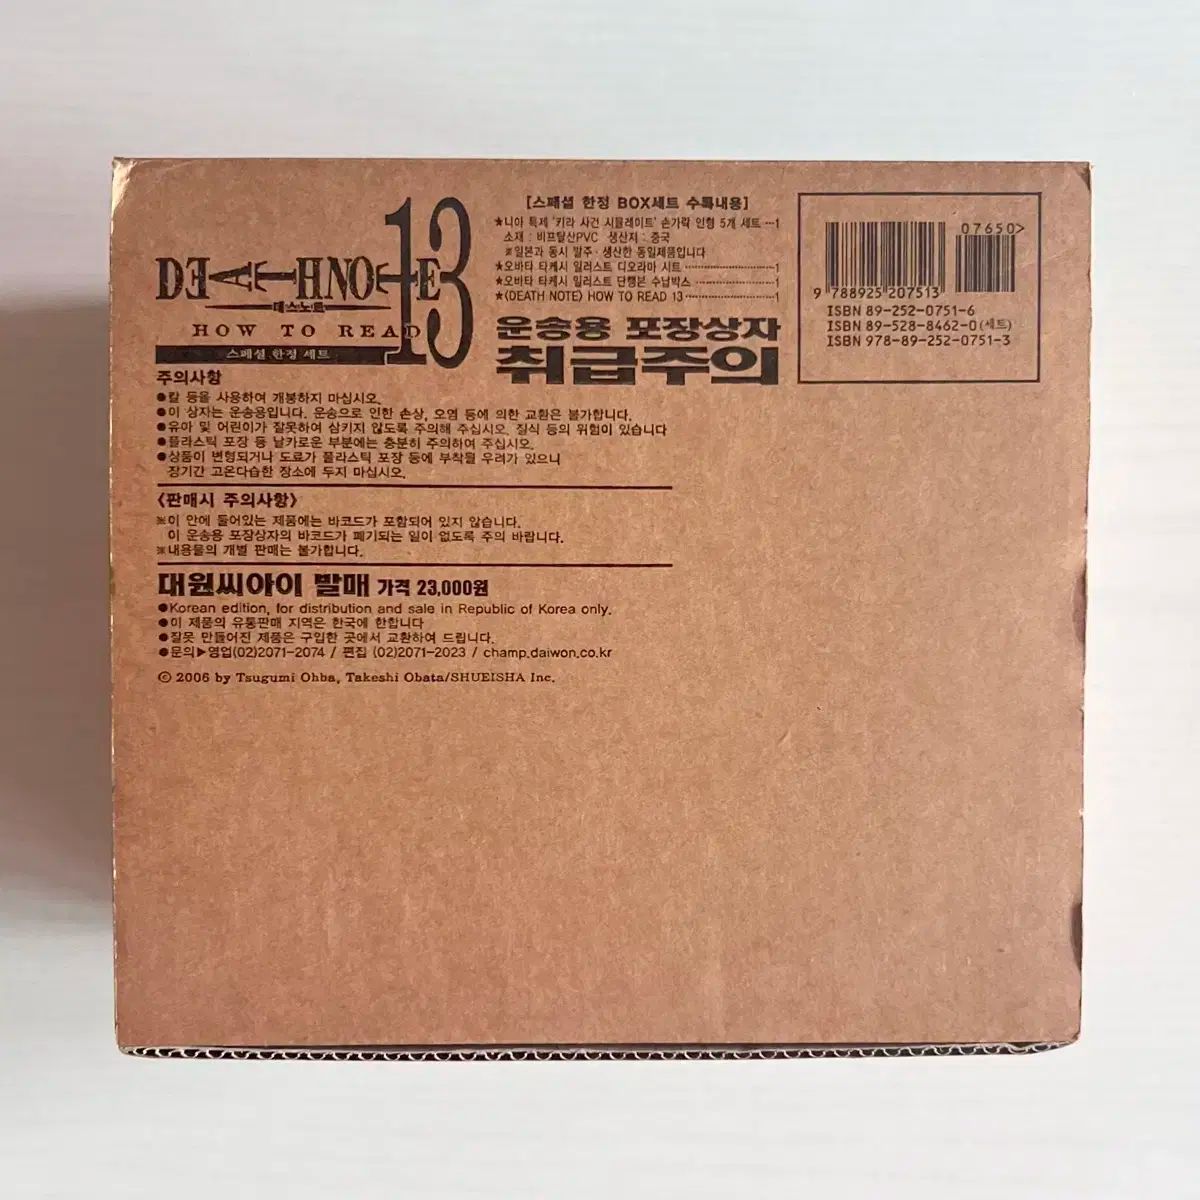 DEATH NOTE 13
데스노트
HOW TO READ
스페셜 한정 세트
[스페셜 한정 BOX세트 수록내용]
★니아 특제 '키라 사건 시뮬레이트' 손가락 인형 5개 세트 ···1
소재 : 비프탈산PVC 생산지 : 중국
※일본과 동시 발주·생산한 동일제품입니다
★오바타 타케시 일러스트 디오라마 시트 ···1
★오바타 타케시 일러스트 단행본 수납박스 ···1
★〈DEATH NOTE〉 HOW TO READ 13 ···1
운송용 포장상자
취급주의
07650>
9 788925 207513
ISBN 89-252-0751-6
ISBN 89-528-8462-0(세트)
ISBN 978-89-252-0751-3
주의사항
●칼 등을 사용하여 개봉하지 마십시오.
●이 상자는 운송용입니다. 운송으로 인한 손상, 오염 등에 의한 교환은 불가합니다.
●유아 및 어린이가 잘못하여 삼키지 않도록 주의해 주십시오. 질식 등의 위험이 있습니다
●플라스틱 포장 등 날카로운 부분에는 충분히 주의하여 주십시오.
●상품이 변형되거나 도료가 플라스틱 포장 등에 부착될 우려가 있으니
장기간 고온다습한 장소에 두지 마십시오.
〈판매시 주의사항〉
※이 안에 들어있는 제품에는 바코드가 포함되어 있지 않습니다.
이 운송용 포장상자의 바코드가 폐기되는 일이 없도록 주의 바랍니다.
※내용물의 개별 판매는 불가합니다.
대원씨아이 발매 가격 23,000원
●Korean edition, for distribution and sale in Republic of Korea only.
●이 제품의 유통판매 지역은 한국에 한합니다
●잘못 만들어진 제품은 구입한 곳에서 교환하여 드립니다.
●문의▶영업(02)2071-2074 / 편집 (02)2071-2023 / champ.daiwon.co.kr
© 2006 by Tsugumi Ohba, Takeshi Obata/SHUEISHA Inc.